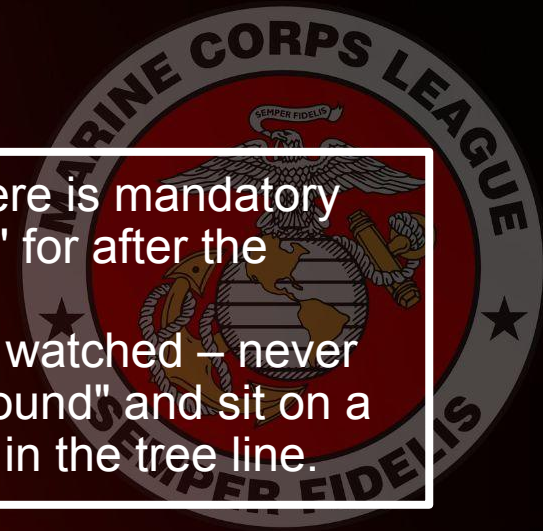 MARINE CORPS LEAGUE
SEMPER FIDELIS
ere is mandatory
" for after the
watched – never
ound" and sit on a
in the tree line.
SEMPER FIDELIS